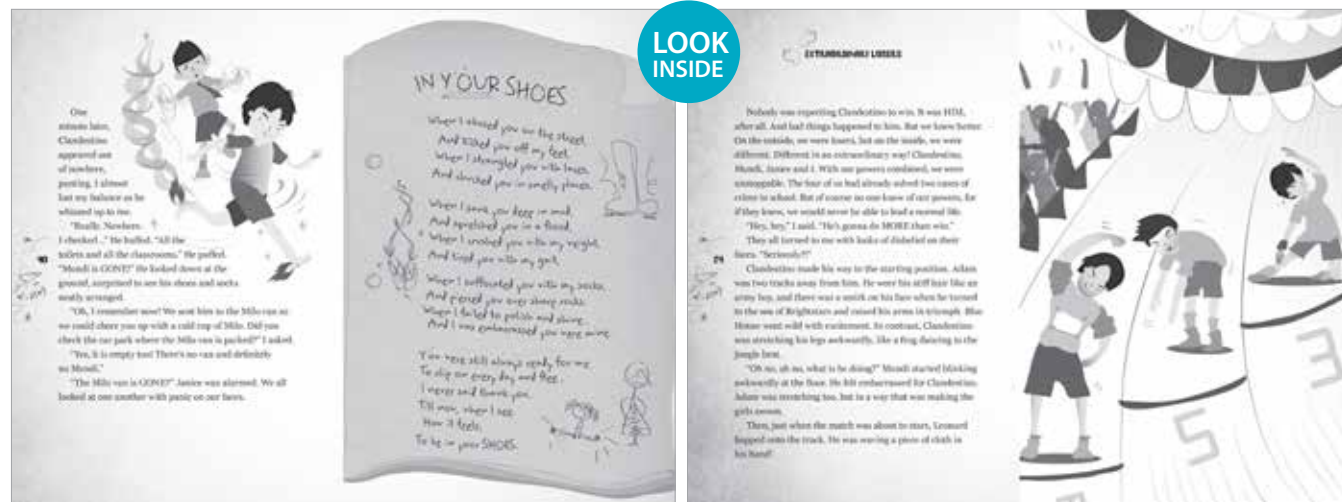 One
minute later,
Clandestino
appeared out
of nowhere,
panting. I almost
lost my balance as he
whizzed up to me.
"Really. Nowhere.
I checked..." He huffed. "All the
toilets and all the classrooms." He puffed.
"Mundi is GONE!" He looked down at the
ground, surprised to see his shoes and socks
neatly arranged.
"Oh, I remember now! We sent him to the Milo van so
we could cheer you up with a cold cup of Milo. Did you
check the car park where the Milo van is parked?" I asked.
"Yes, it is empty too! There's no van and definitely
no Mundi."
"The Milo van is GONE?" Janice was alarmed. We all
looked at one another with panic on our faces.
40
IN YOUR SHOES
When I abused you on the street,
And kicked you off my feet.
When I strangled you with laces,
And you in smelly places.
When I sank you deep in mud,
And you in a flood.
When I crushed you with my weight,
And tired you with my gait.
When I suffocated you with my socks,
And pierced you over stones rocks.
When I failed to polish and shine,
And I was embarrassed you were mine.
You were still always ready for me
To slip on every day and flee.
I never said thank you.
Till now, when I see
How it feels,
To be in your SHOES.
LOOK
INSIDE
EXTRAORDINARY LOSERS
Nobody was expecting Clandestino to win. It was HIM,
after all. And bad things happened to him. But we knew better.
On the outside, we were losers, but on the inside, we were
different. Different in an extraordinary way! Clandestino,
Mundi, Janice and I. With our powers combined, we were
unstoppable. The four of us had already solved two cases of
crime in school. But of course no one knew of our powers, for
if they knew, we would never be able to lead a normal life.
"Hey, hey," I said. "He's gonna do MORE than win."
They all turned to me with looks of disbelief on their
faces. "Seriously?!"
Clandestino made his way to the starting position. Adam
was two tracks away from him. He wore his stiff hair like an
army boy, and there was a smirk on his face when he turned
to the sea of Brightstars and raised his arms in triumph. Blue
House went wild with excitement. In contrast, Clandestino
was stretching his legs awkwardly, like a frog dancing to the
jungle beat.
"Oh no, oh no, what is he doing?" Mundi started blinking
awkwardly at the floor. He felt embarrassed for Clandestino.
Adam was stretching too, but in a way that was making the
girls swoon.
Then, just when the match was about to start, Leonard
hopped onto the track. He was waving a piece of cloth in
his hand!
3
5